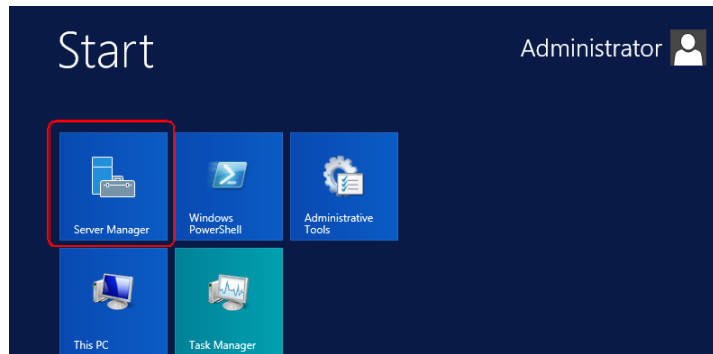 Start
Administrator
Server Manager
Windows
PowerShell
Administrative
Tools
This PC
Task Manager